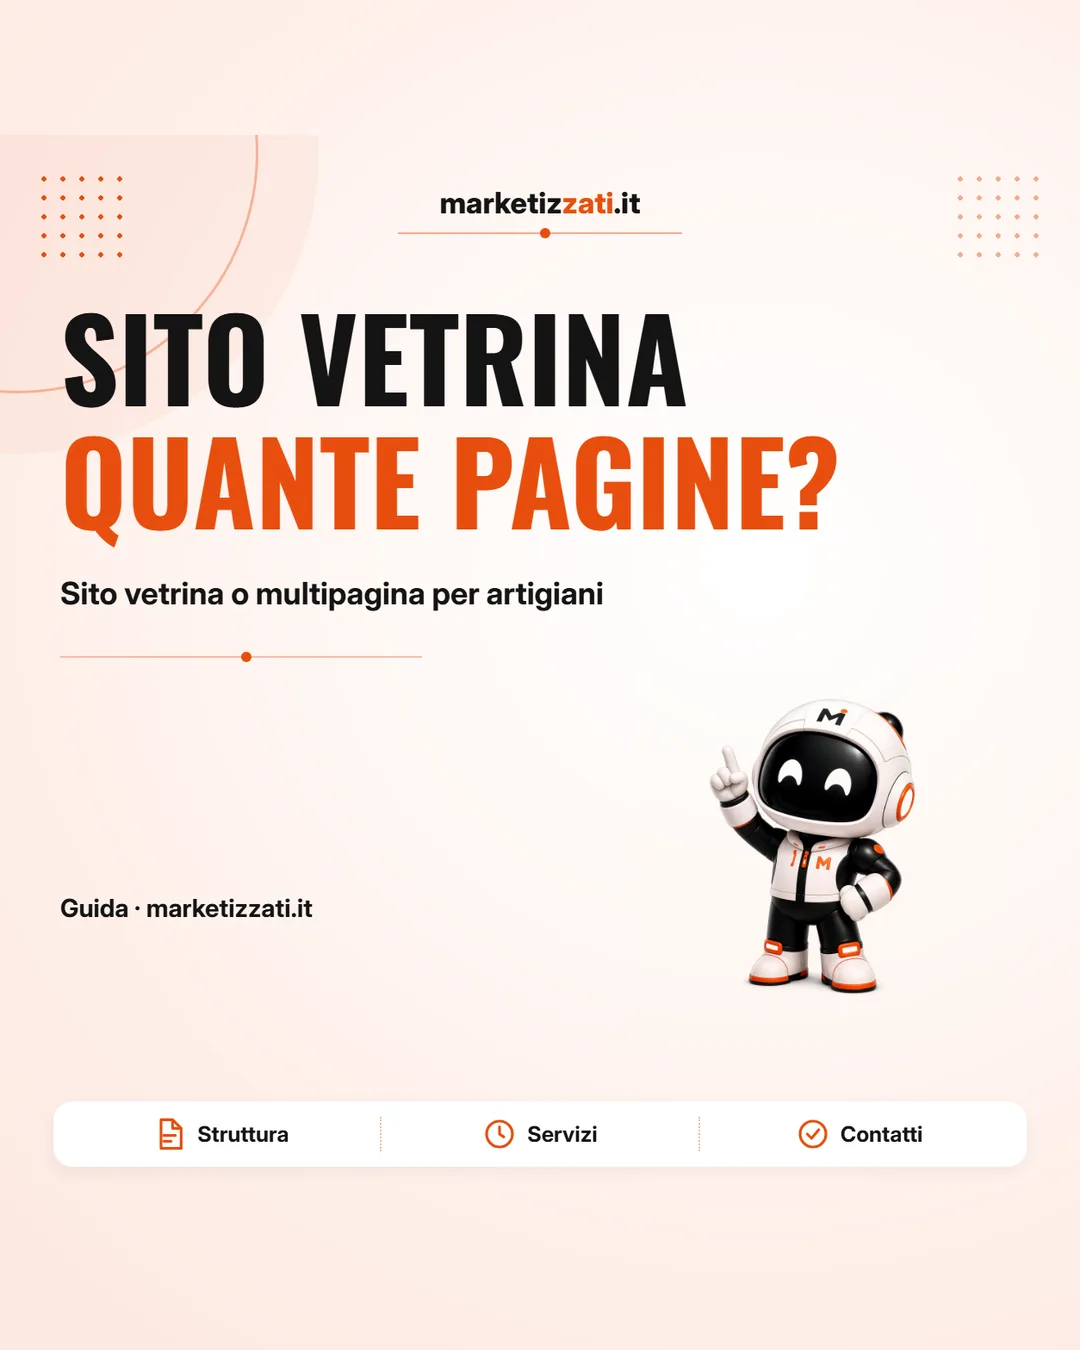 marketizzati.it
SITO VETRINA
QUANTE PAGINE?
Sito vetrina o multipagina per artigiani
M
M
Guida · marketizzati.it
Struttura
Servizi
Contatti